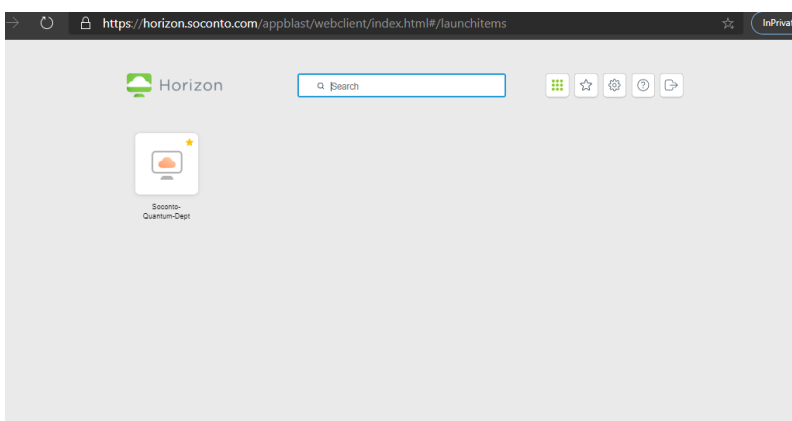 https://horizon.soconto.com/appblast/webclient/index.html#/launchitems
InPrivat
Horizon
Search
Soconto-
Quantum-Dept